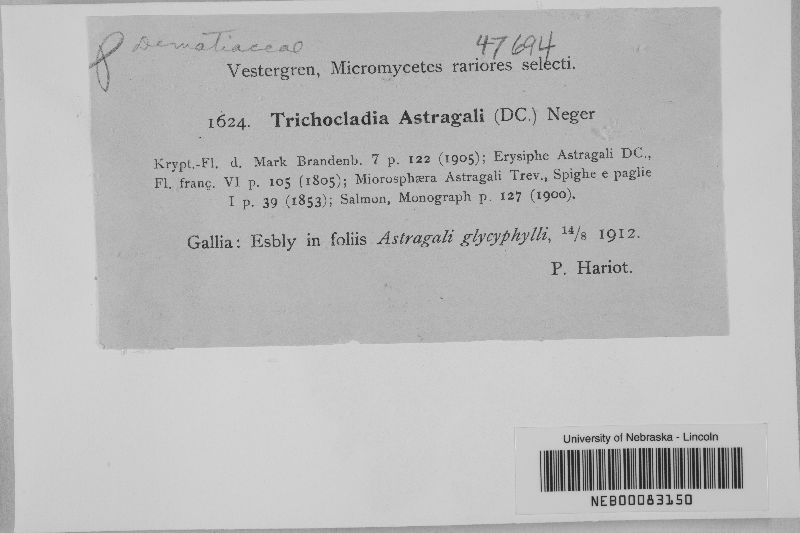 Dematiaceae 47694
Vestergren, Micromycetes rariores selecti.
1624. Trichocladia Astragali (DC.) Neger
Krypt.-Fl. d. Mark Brandenb. 7 p. 122 (1905); Erysiphe Astragali DC.,
Fl. franç. VI p. 105 (1805); Miorosphæra Astragali Trev., Spighe e paglie
I p. 39 (1853); Salmon, Monograph p. 127 (1900).
Gallia: Esbly in foliis Astragali glycyphylli, 14/8 1912.
P. Hariot.
University of Nebraska - Lincoln
NEB00083150